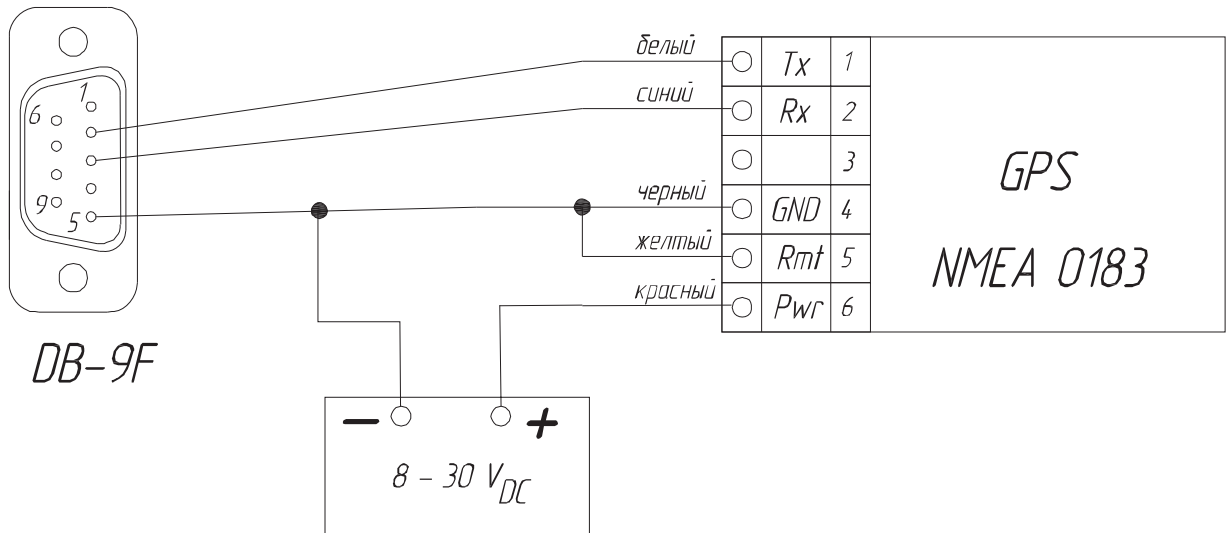 белый
Tx 1
синий
Rx 2
3
черный
GND 4
желтый
Rmt 5
красный
Pwr 6
GPS
NMEA 0183
1
6
9
5
DB-9F
− +
8 - 30 VDC